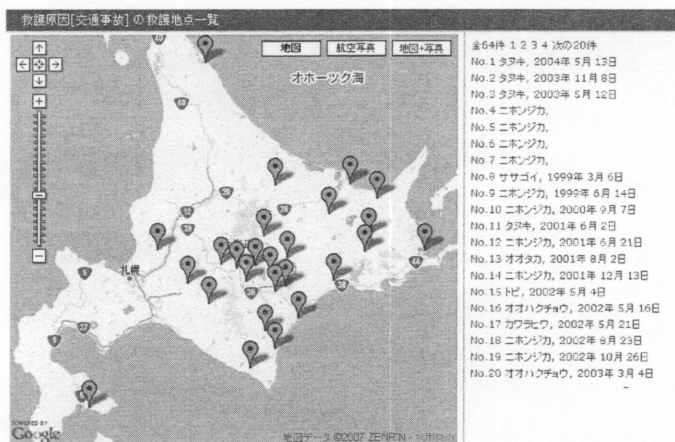 救護原因[交通事故]の救護地点一覧
地図 航空写真 地図+写真
オホーツク海
札幌
POWERED BY
Google
地図データ ©2007 ZENRIN -
全64件 1 2 3 4 次の20件
No.1 タヌキ, 2004年 5月 13日
No.2 タヌキ, 2003年 11月 8日
No.3 タヌキ, 2003年 5月 12日
No.4 ニホンジカ,
No.5 ニホンジカ,
No.6 ニホンジカ,
No.7 ニホンジカ,
No.8 ササゴイ, 1999年 3月 6日
No.9 ニホンジカ, 1999年 6月 14日
No.10 ニホンジカ, 2000年 9月 7日
No.11 タヌキ, 2001年 6月 2日
No.12 ニホンジカ, 2001年 6月 21日
No.13 オオタカ, 2001年 8月 2日
No.14 ニホンジカ, 2001年 12月 13日
No.15 トビ, 2002年 5月 4日
No.16 オオハクチョウ, 2002年 5月 16日
No.17 カワラヒワ, 2002年 5月 21日
No.18 ニホンジカ, 2002年 8月 23日
No.19 ニホンジカ, 2002年 10月 26日
No.20 オオハクチョウ, 2003年 3月 4日